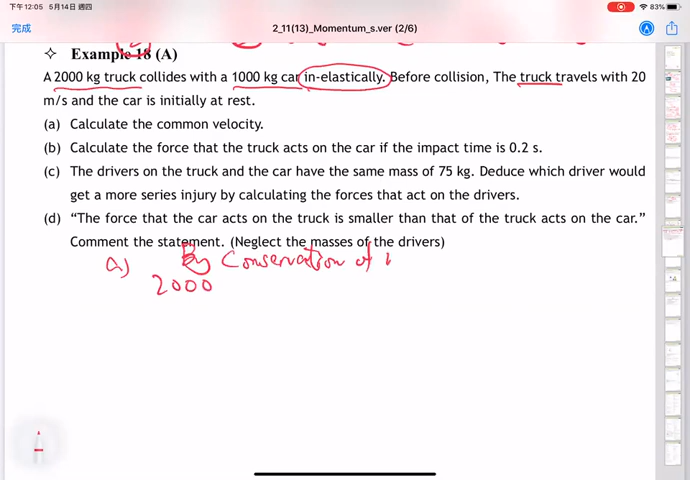 下午12:05 5月14日 週四
83%
完成
2_11(13)_Momentum_s.ver (2/6)
✧ Example 18 (A)
A 2000 kg truck collides with a 1000 kg car in-elastically. Before collision, The truck travels with 20
m/s and the car is initially at rest.
(a) Calculate the common velocity.
(b) Calculate the force that the truck acts on the car if the impact time is 0.2 s.
(c) The drivers on the truck and the car have the same mass of 75 kg. Deduce which driver would
get a more series injury by calculating the forces that act on the drivers.
(d) “The force that the car acts on the truck is smaller than that of the truck acts on the car.”
Comment the statement. (Neglect the masses of the drivers)
a) By Conservation of
2000